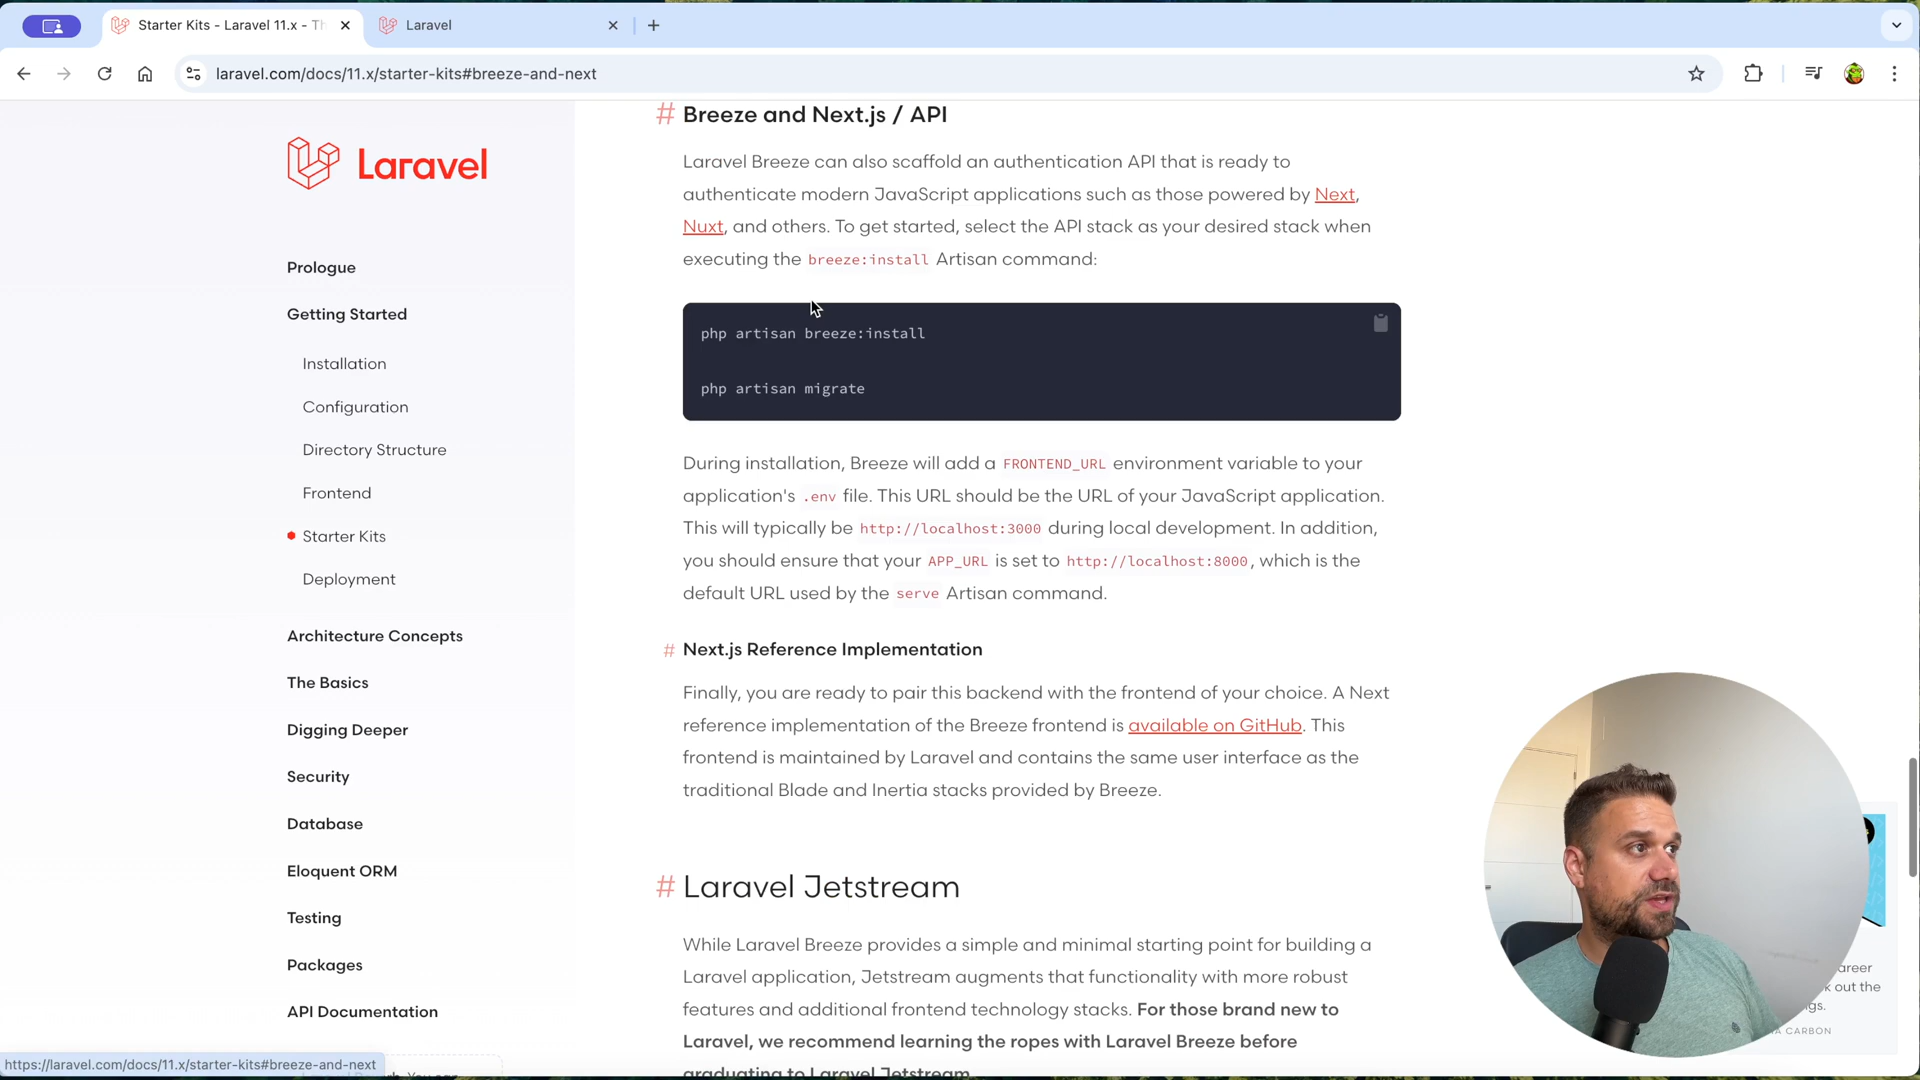 Starter Kits - Laravel 11.x - Th
Laravel
laravel.com/docs/11.x/starter-kits#breeze-and-next
Laravel
Prologue
Getting Started
Installation
Configuration
Directory Structure
Frontend
Starter Kits
Deployment
Architecture Concepts
The Basics
Digging Deeper
Security
Database
Eloquent ORM
Testing
Packages
API Documentation
# Breeze and Next.js / API
Laravel Breeze can also scaffold an authentication API that is ready to
authenticate modern JavaScript applications such as those powered by Next,
Nuxt, and others. To get started, select the API stack as your desired stack when
executing the breeze:install Artisan command:
php artisan breeze:install
php artisan migrate
During installation, Breeze will add a FRONTEND_URL environment variable to your
application's .env file. This URL should be the URL of your JavaScript application.
This will typically be http://localhost:3000 during local development. In addition,
you should ensure that your APP_URL is set to http://localhost:8000, which is the
default URL used by the serve Artisan command.
# Next.js Reference Implementation
Finally, you are ready to pair this backend with the frontend of your choice. A Next
reference implementation of the Breeze frontend is available on GitHub. This
frontend is maintained by Laravel and contains the same user interface as the
traditional Blade and Inertia stacks provided by Breeze.
# Laravel Jetstream
While Laravel Breeze provides a simple and minimal starting point for building a
Laravel application, Jetstream augments that functionality with more robust
features and additional frontend technology stacks. For those brand new to
Laravel, we recommend learning the ropes with Laravel Breeze before
graduating to Laravel Jetstream.
areer
k out the
gs.
CARBON
https://laravel.com/docs/11.x/starter-kits#breeze-and-next